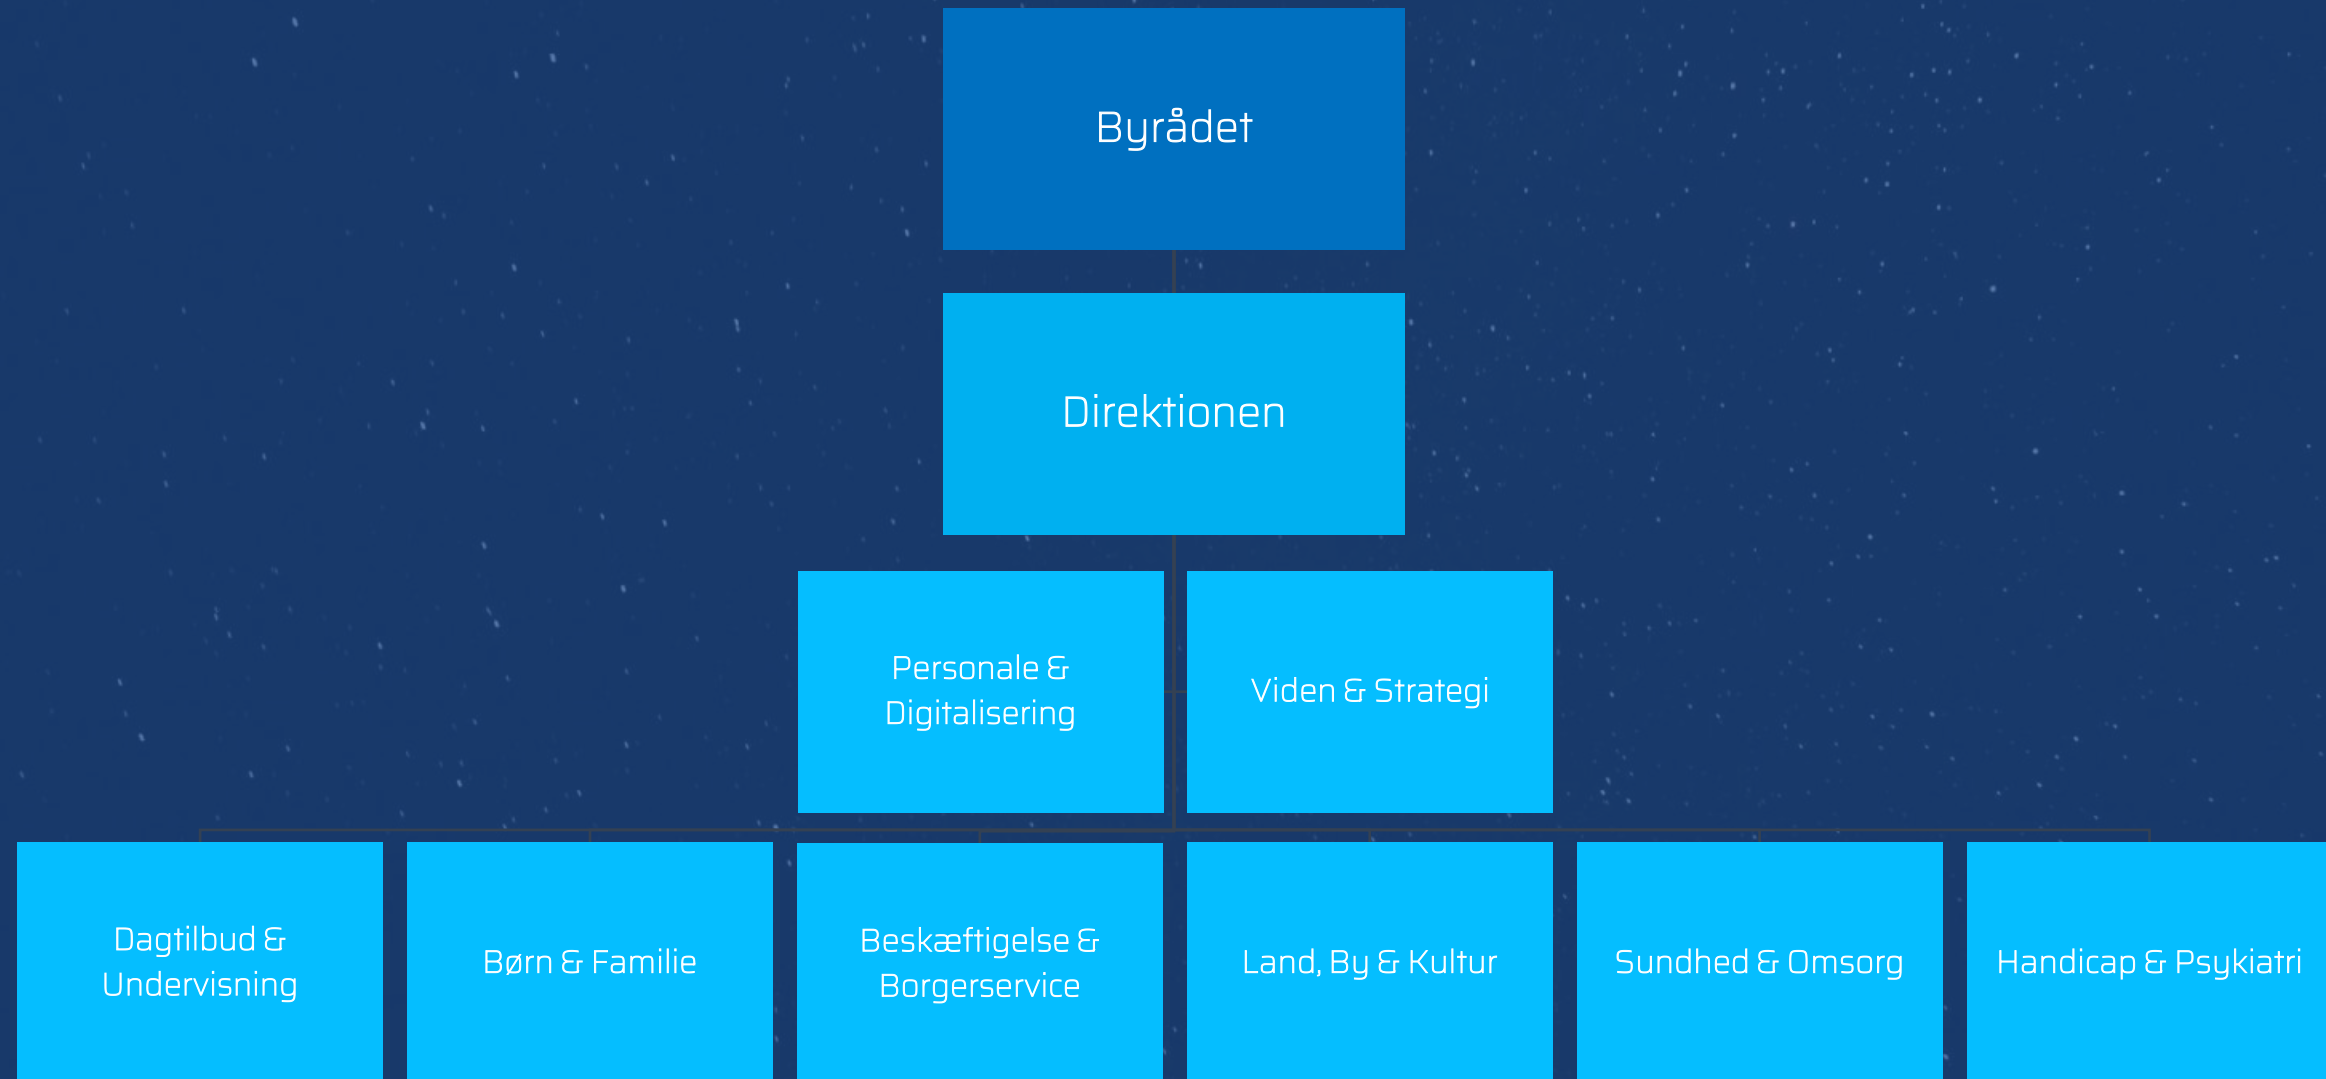 Byrådet
Direktionen
Personale &
Digitalisering
Viden & Strategi
Dagtilbud &
Undervisning
Børn & Familie
Beskæftigelse &
Borgerservice
Land, By & Kultur
Sundhed & Omsorg
Handicap & Psykiatri